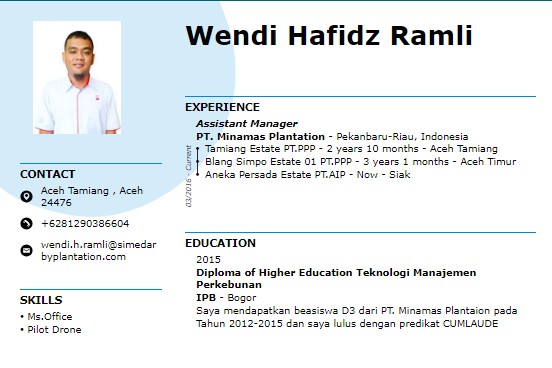 Wendi Hafidz Ramli
CONTACT
Aceh Tamiang , Aceh
24476
+6281290386604
wendi.h.ramli@simedar
byplantation.com
SKILLS
• Ms.Office
• Pilot Drone
EXPERIENCE
Assistant Manager
PT. Minamas Plantation - Pekanbaru-Riau, Indonesia
03/2016 - Current
Tamiang Estate PT.PPP - 2 years 10 months - Aceh Tamiang
Blang Simpo Estate 01 PT.PPP - 3 years 1 months - Aceh Timur
Aneka Persada Estate PT.AIP - Now - Siak
EDUCATION
2015
Diploma of Higher Education Teknologi Manajemen
Perkebunan
IPB - Bogor
Saya mendapatkan beasiswa D3 dari PT. Minamas Plantaion pada
Tahun 2012-2015 dan saya lulus dengan predikat CUMLAUDE